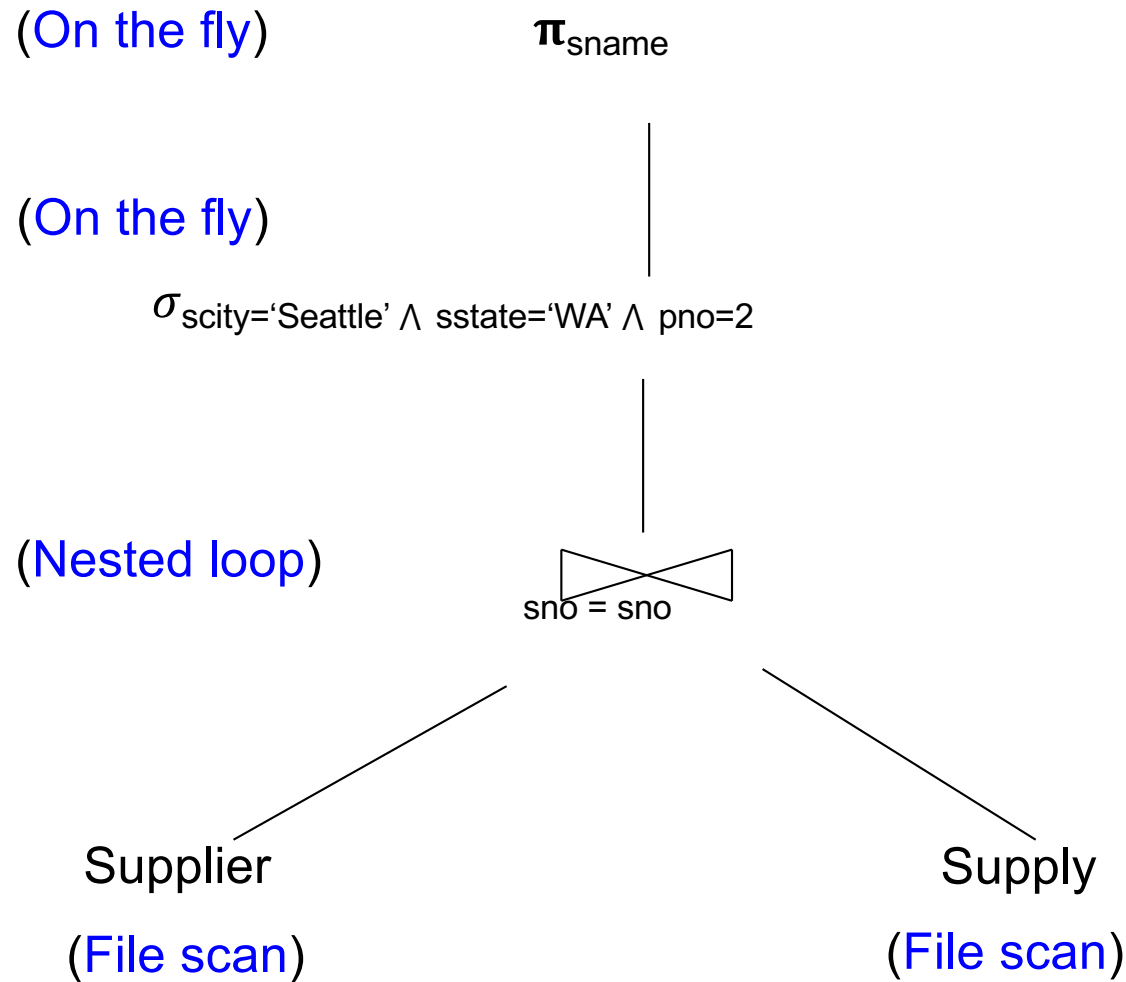 (On the fly) πsname
(On the fly)
σscity=‘Seattle’ ∧ sstate=‘WA’ ∧ pno=2
(Nested loop)
sno = sno
Supplier Supply
(File scan) (File scan)